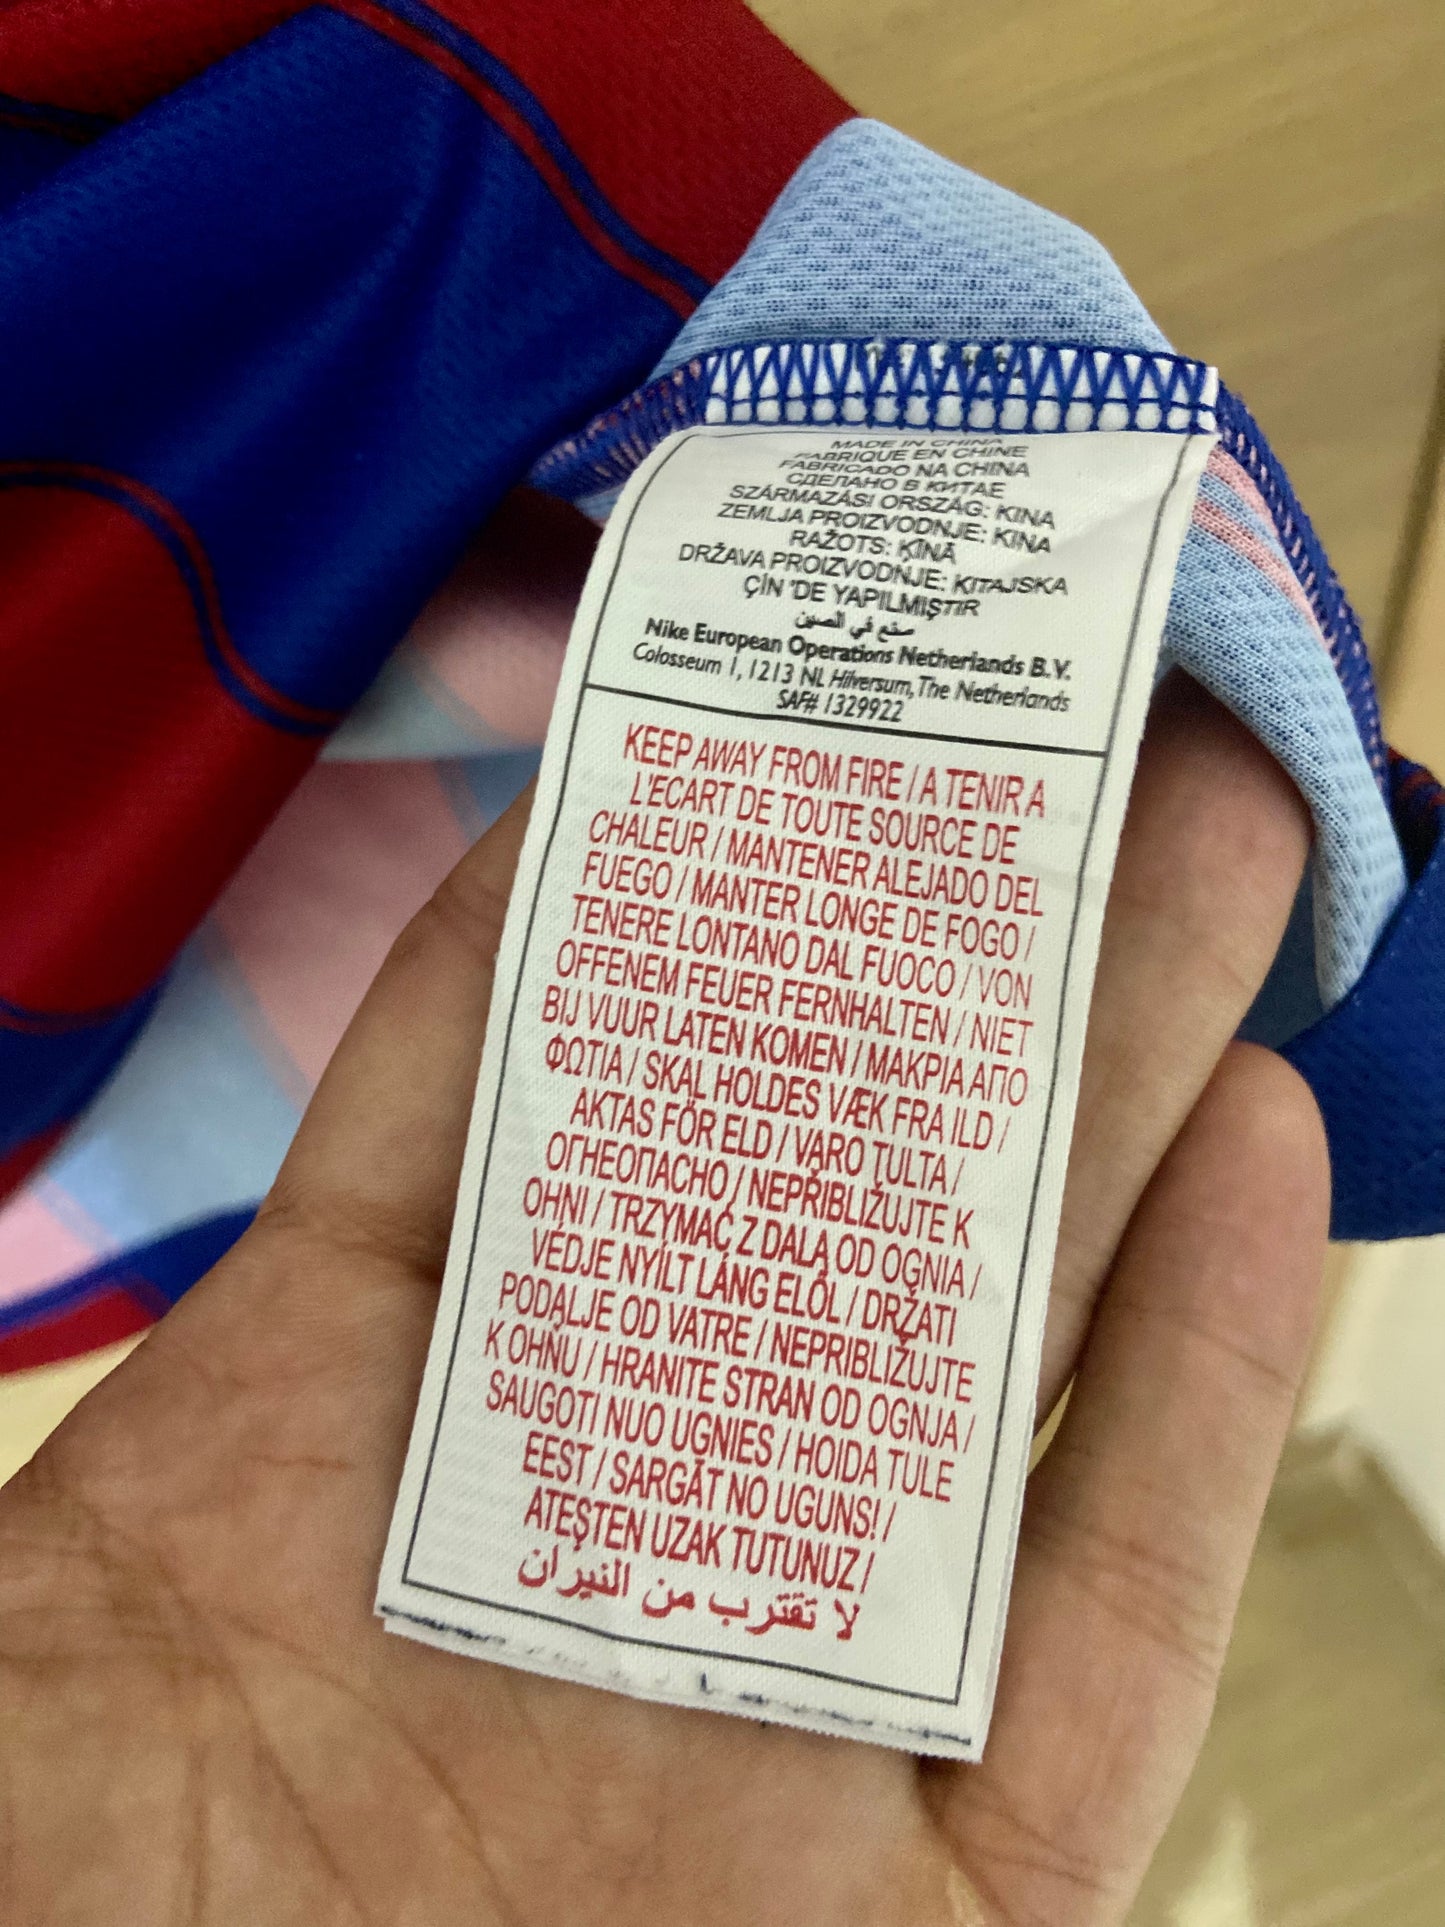 MADE IN CHINA
FABRIQUE EN CHINE
FABRICADO NA CHINA
СДЕЛАНО В КИТАЕ
SZÁRMAZÁSI ORSZÁG: KINA
ZEMLJA PROIZVODNJE: KINA
RAŽOTS: ĶĪNĀ
DRŽAVA PROIZVODNJE: KITAJSKA
ÇİN 'DE YAPILMIŞTIR
صنع في الصين
Nike European Operations Netherlands B.V.
Colosseum 1, 1213 NL Hilversum, The Netherlands
SAF# 1329922
KEEP AWAY FROM FIRE / A TENIR A
L'ECART DE TOUTE SOURCE DE
CHALEUR / MANTENER ALEJADO DEL
FUEGO / MANTER LONGE DE FOGO /
TENERE LONTANO DAL FUOCO / VON
OFFENEM FEUER FERNHALTEN / NIET
BIJ VUUR LATEN KOMEN / ΜΑΚΡΙΑ ΑΠΟ
ΦΩΤΙΑ / SKAL HOLDES VÆK FRA ILD /
AKTAS FÖR ELD / VARO TULTA /
ОГНЕОПАСНО / NEPŘIBLIŽUJTE K
OHNI / TRZYMAĆ Z DALA OD OGNIA /
VÉDJE NYÍLT LÁNG ELŐL / DRŽATI
PODALJE OD VATRE / NEPRIBLIŽUJTE
K OHŇU / HRANITE STRAN OD OGNJA /
SAUGOTI NUO UGNIES / HOIDA TULE
EEST / SARGĀT NO UGUNS! /
ATEŞTEN UZAK TUTUNUZ /
لا تقترب من النيران